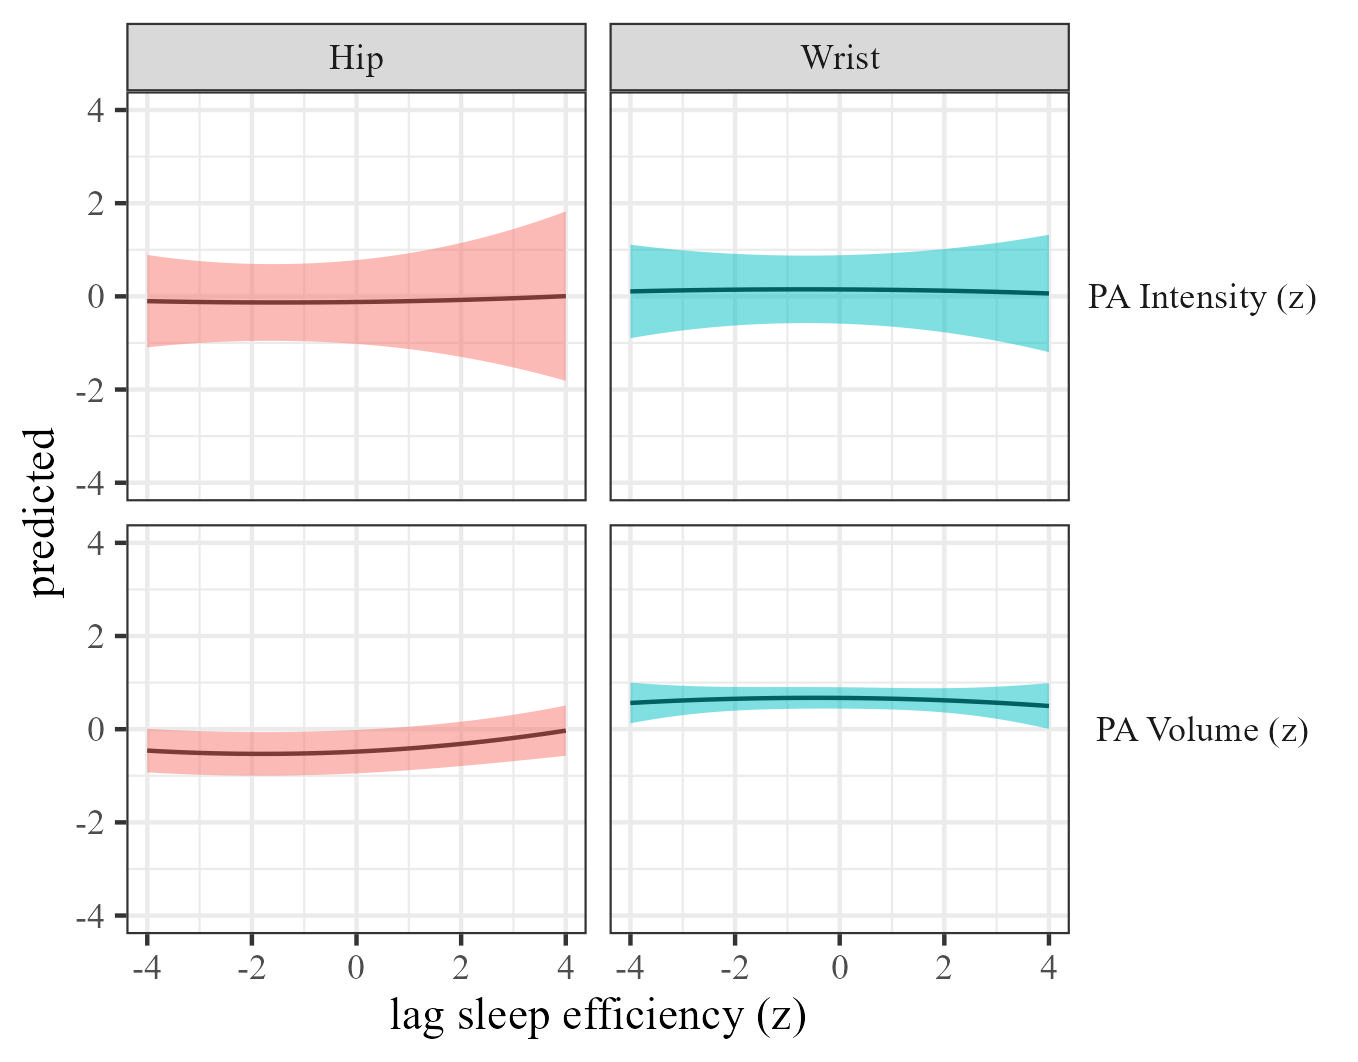 Hip
Wrist
4
2
0
-2
-4
PA Intensity (z)
predicted
4
2
0
-2
-4
PA Volume (z)
-4 -2 0 2 4 -4 -2 0 2 4
lag sleep efficiency (z)